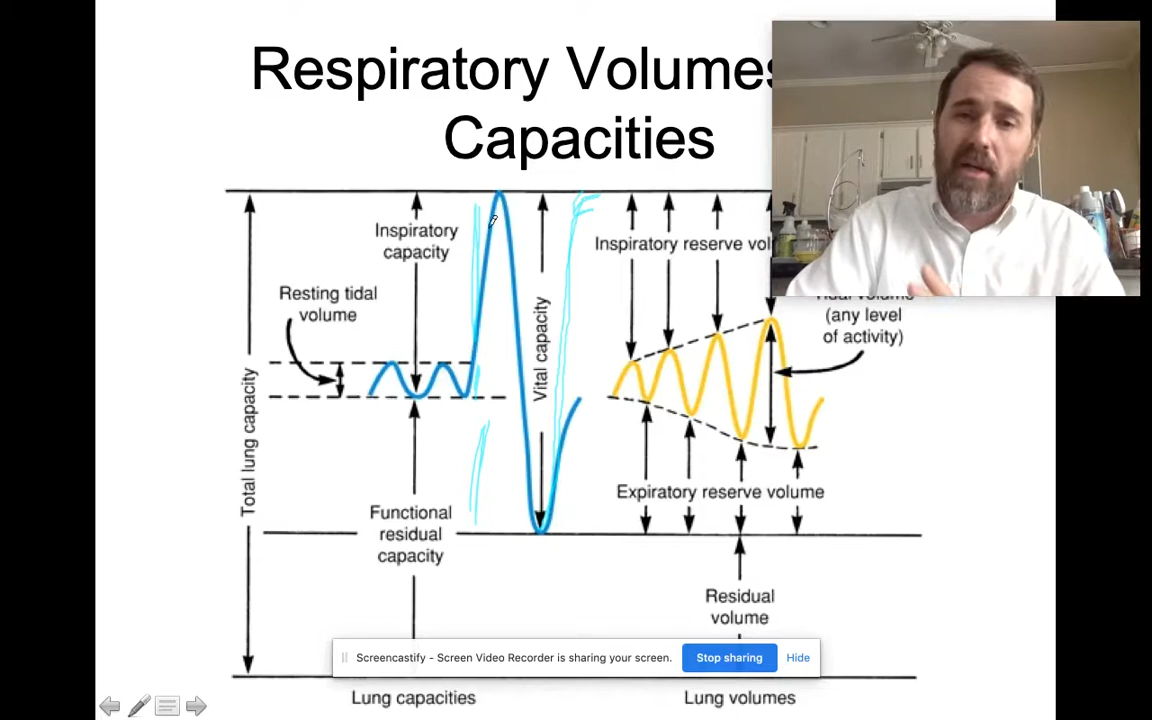 Respiratory Volumes
Capacities
Inspiratory
capacity
Resting tidal
volume
Vital capacity
Total lung capacity
Functional
residual
capacity
Inspiratory reserve
Tidal volume
(any level
of activity)
Expiratory reserve volume
Residual
volume
Screencastify - Screen Video Recorder is sharing your screen.
Stop sharing
Hide
Lung capacities
Lung volumes